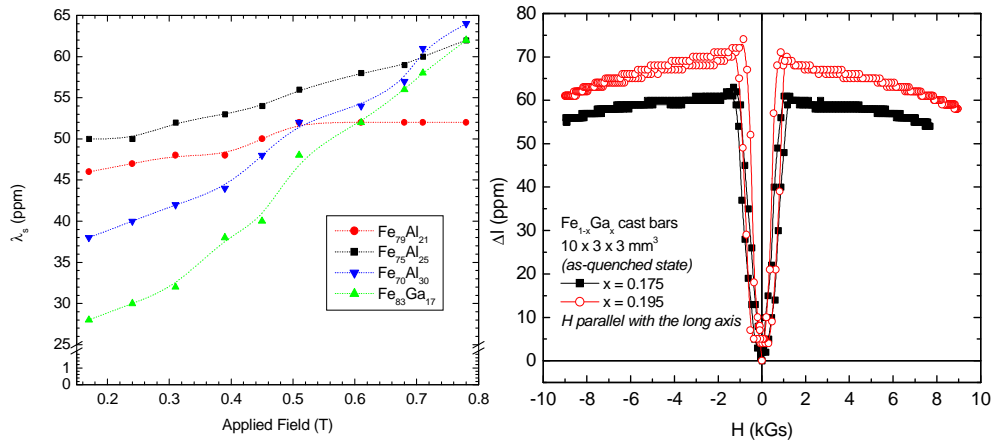 65
60
55
50
45
40
35
30
25
1
0
λs (ppm)
Fe79Al21
Fe75Al25
Fe70Al30
Fe83Ga17
0.2 0.3 0.4 0.5 0.6 0.7 0.8
Applied Field (T)
80
70
60
50
40
30
20
10
0
Δl (ppm)
Fe1-xGax cast bars
10 x 3 x 3 mm3
(as-quenched state)
x = 0.175
x = 0.195
H parallel with the long axis
-10 -8 -6 -4 -2 0 2 4 6 8 10
H (kGs)